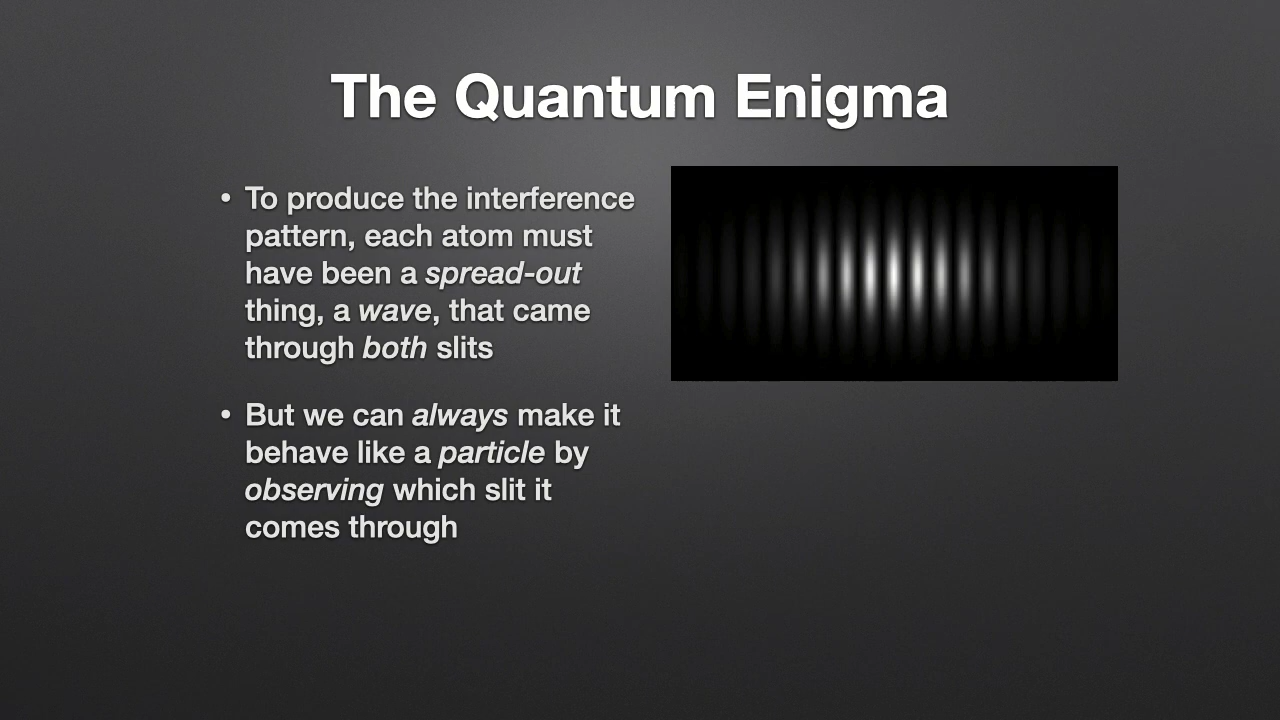 The Quantum Enigma
• To produce the interference
pattern, each atom must
have been a spread-out
thing, a wave, that came
through both slits
• But we can always make it
behave like a particle by
observing which slit it
comes through